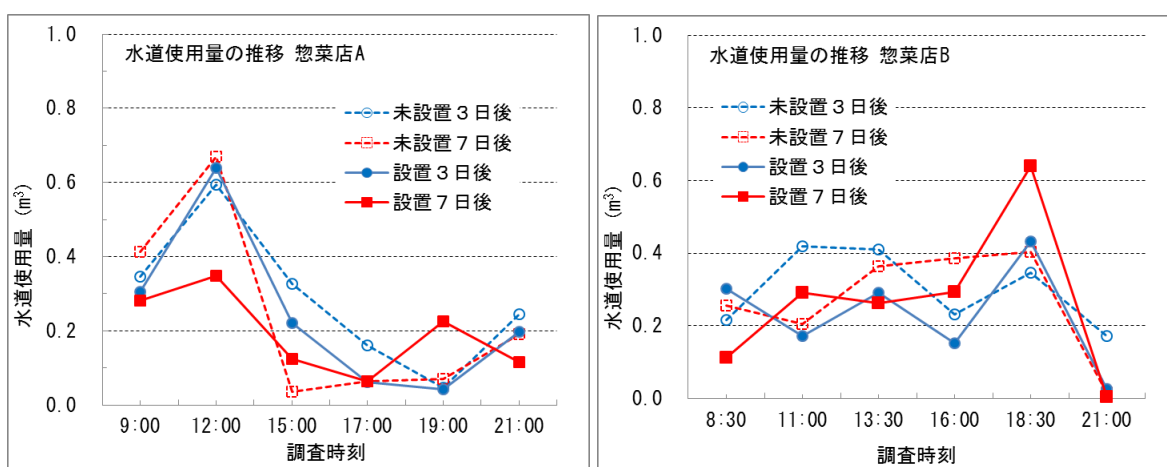 水道使用量の推移 惣菜店A
1.0
0.8
0.6
0.4
0.2
0.0
水道使用量 (m³)
未設置３日後
未設置７日後
設置３日後
設置７日後
9:00 12:00 15:00 17:00 19:00 21:00
調査時刻
水道使用量の推移 惣菜店B
1.0
0.8
0.6
0.4
0.2
0.0
水道使用量 (m³)
未設置３日後
未設置７日後
設置３日後
設置７日後
8:30 11:00 13:30 16:00 18:30 21:00
調査時刻